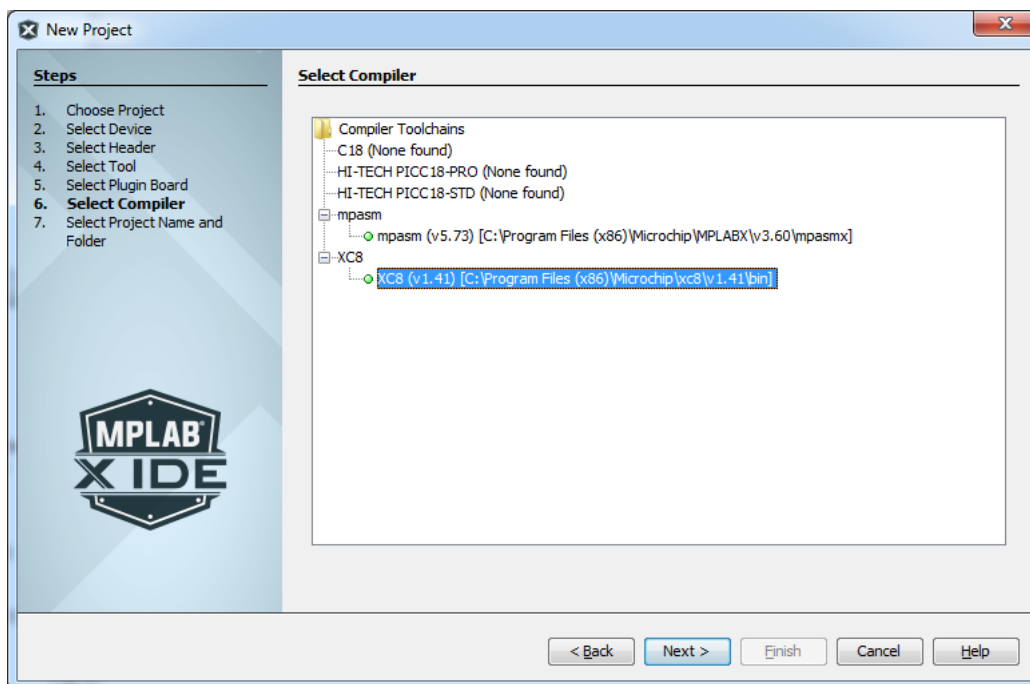 New Project
Steps
1. Choose Project
2. Select Device
3. Select Header
4. Select Tool
5. Select Plugin Board
6. Select Compiler
7. Select Project Name and
Folder
MPLAB
X IDE
Select Compiler
Compiler Toolchains
C18 (None found)
HI-TECH PICC18-PRO (None found)
HI-TECH PICC18-STD (None found)
mpasm
mpasm (v5.73) [C:\Program Files (x86)\Microchip\MPLABX\v3.60\mpasmx]
XC8
XC8 (v1.41) [C:\Program Files (x86)\Microchip\xc8\v1.41\bin]
< Back Next > Finish Cancel Help